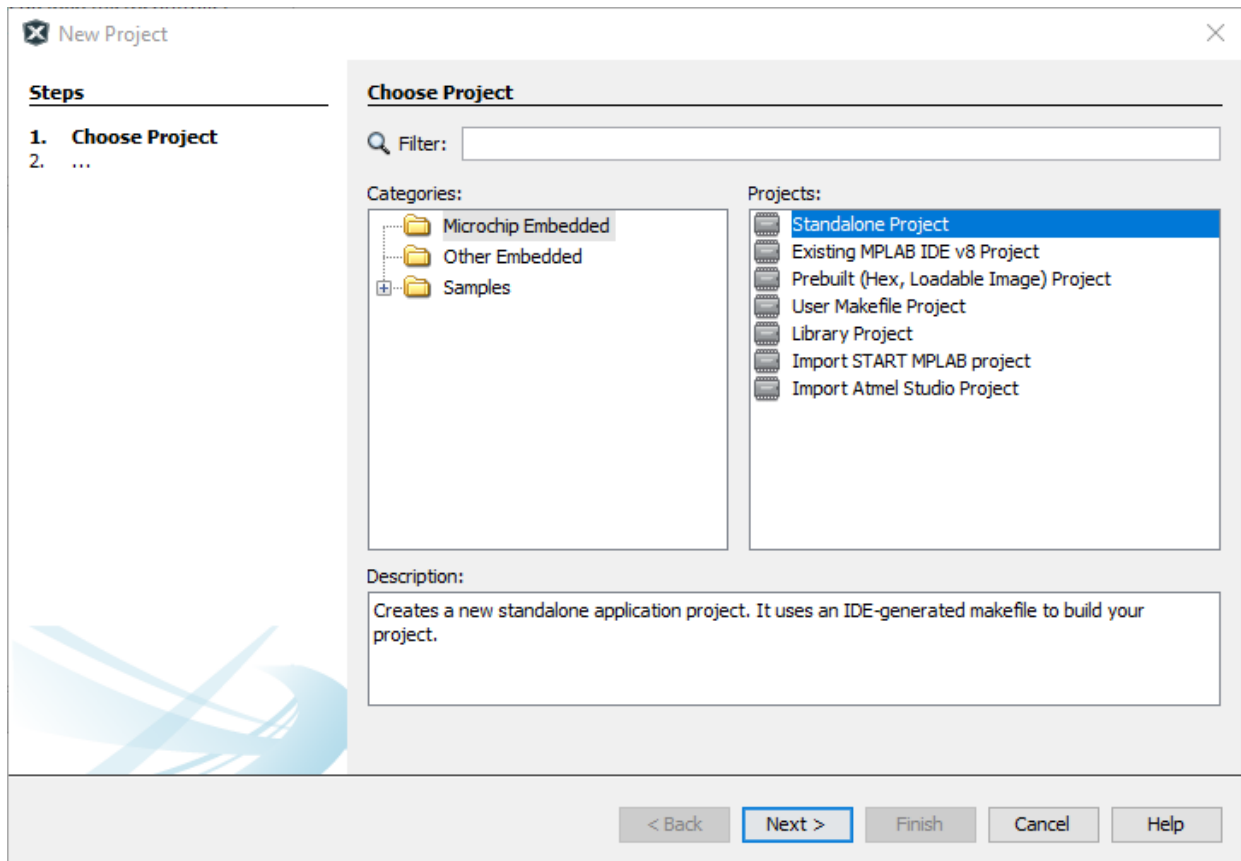 New Project
Steps
1. Choose Project
2. ...
Choose Project
Filter:
Categories:
Microchip Embedded
Other Embedded
Samples
Projects:
Standalone Project
Existing MPLAB IDE v8 Project
Prebuilt (Hex, Loadable Image) Project
User Makefile Project
Library Project
Import START MPLAB project
Import Atmel Studio Project
Description:
Creates a new standalone application project. It uses an IDE-generated makefile to build your
project.
< Back
Next >
Finish
Cancel
Help